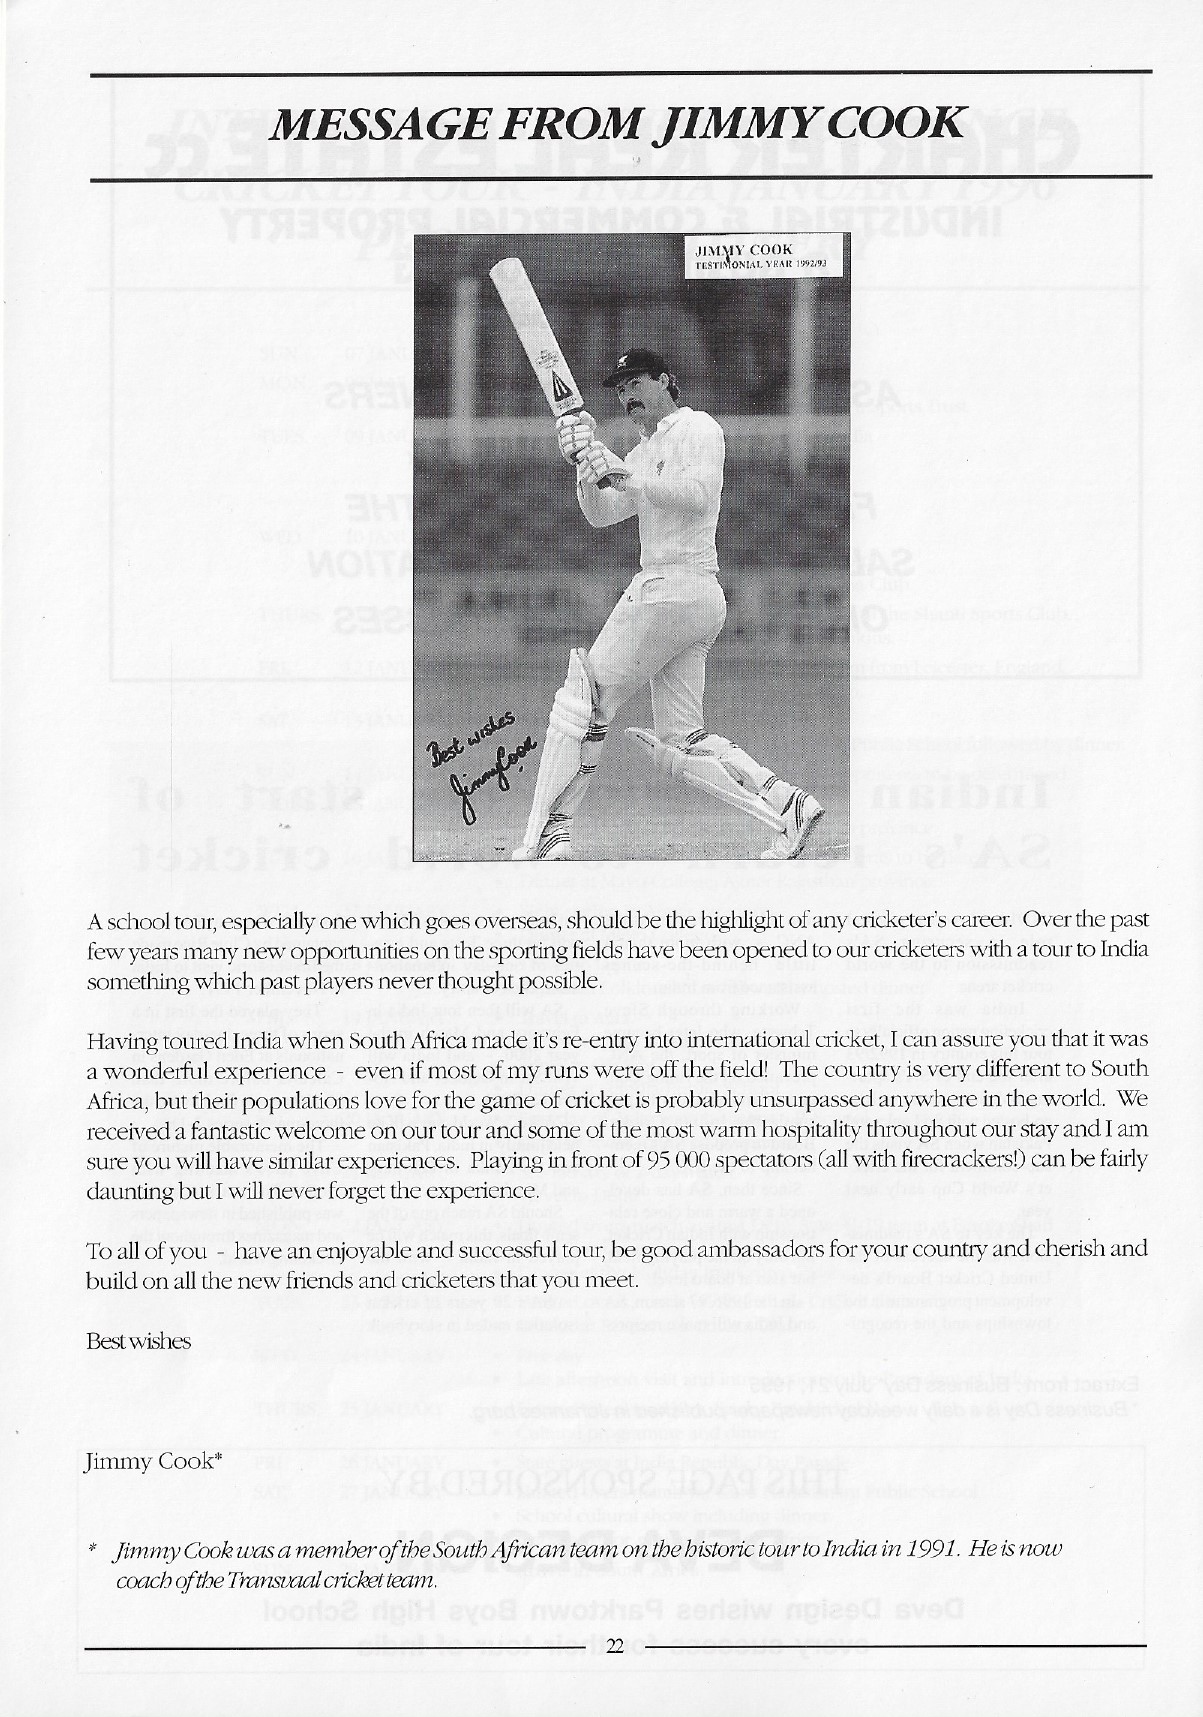 MESSAGE FROM JIMMY COOK
JIMMY COOK
TESTIMONIAL YEAR 1992/93
Best wishes
Jimmy Cook
A school tour, especially one which goes overseas, should be the highlight of any cricketer's career. Over the past
few years many new opportunities on the sporting fields have been opened to our cricketers with a tour to India
something which past players never thought possible.
Having toured India when South Africa made it's re-entry into international cricket, I can assure you that it was
a wonderful experience - even if most of my runs were off the field! The country is very different to South
Africa, but their populations love for the game of cricket is probably unsurpassed anywhere in the world. We
received a fantastic welcome on our tour and some of the most warm hospitality throughout our stay and I am
sure you will have similar experiences. Playing in front of 95 000 spectators (all with firecrackers!) can be fairly
daunting but I will never forget the experience.
To all of you - have an enjoyable and successful tour, be good ambassadors for your country and cherish and
build on all the new friends and cricketers that you meet.
Best wishes
Jimmy Cook*
* Jimmy Cook was a member of the South African team on the historic tour to India in 1991. He is now
coach of the Transvaal cricket team.
22